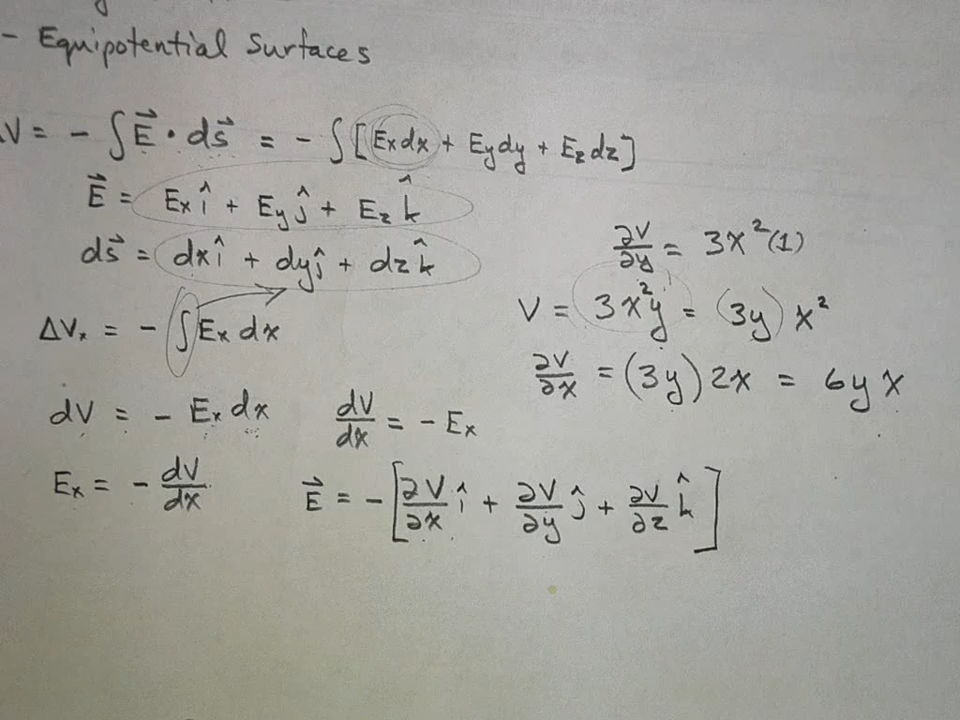 - Equipotential Surfaces
V = - ∫ E⃗ · ds⃗ = - ∫ [Exdx + Eydy + Ezdz]
E⃗ = Ex î + Ey ĵ + Ez k̂
ds⃗ = dx î + dy ĵ + dz k̂
∂V/∂y = 3x²(1)
V = 3x²y = (3y) x²
ΔVx = - ∫ Ex dx
∂V/∂x = (3y) 2x = 6yx
dV = - Ex dx
dV/dx = - Ex
Ex = - dV/dx
E⃗ = - [∂V/∂x î + ∂V/∂y ĵ + ∂V/∂z k̂]